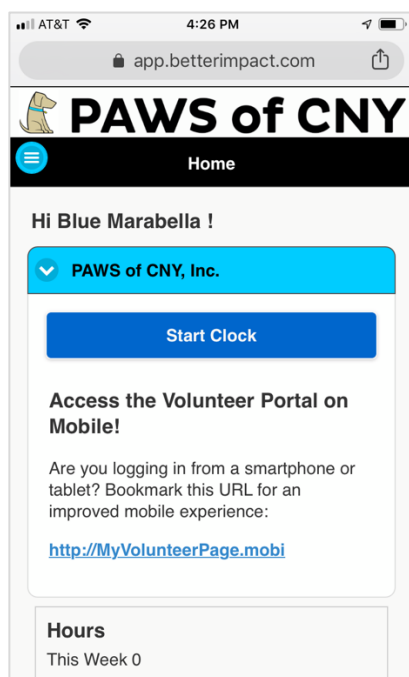 AT&T 4:26 PM
app.betterimpact.com
PAWS of CNY
Home
Hi Blue Marabella !
PAWS of CNY, Inc.
Start Clock
Access the Volunteer Portal on
Mobile!
Are you logging in from a smartphone or
tablet? Bookmark this URL for an
improved mobile experience:
http://MyVolunteerPage.mobi
Hours
This Week 0